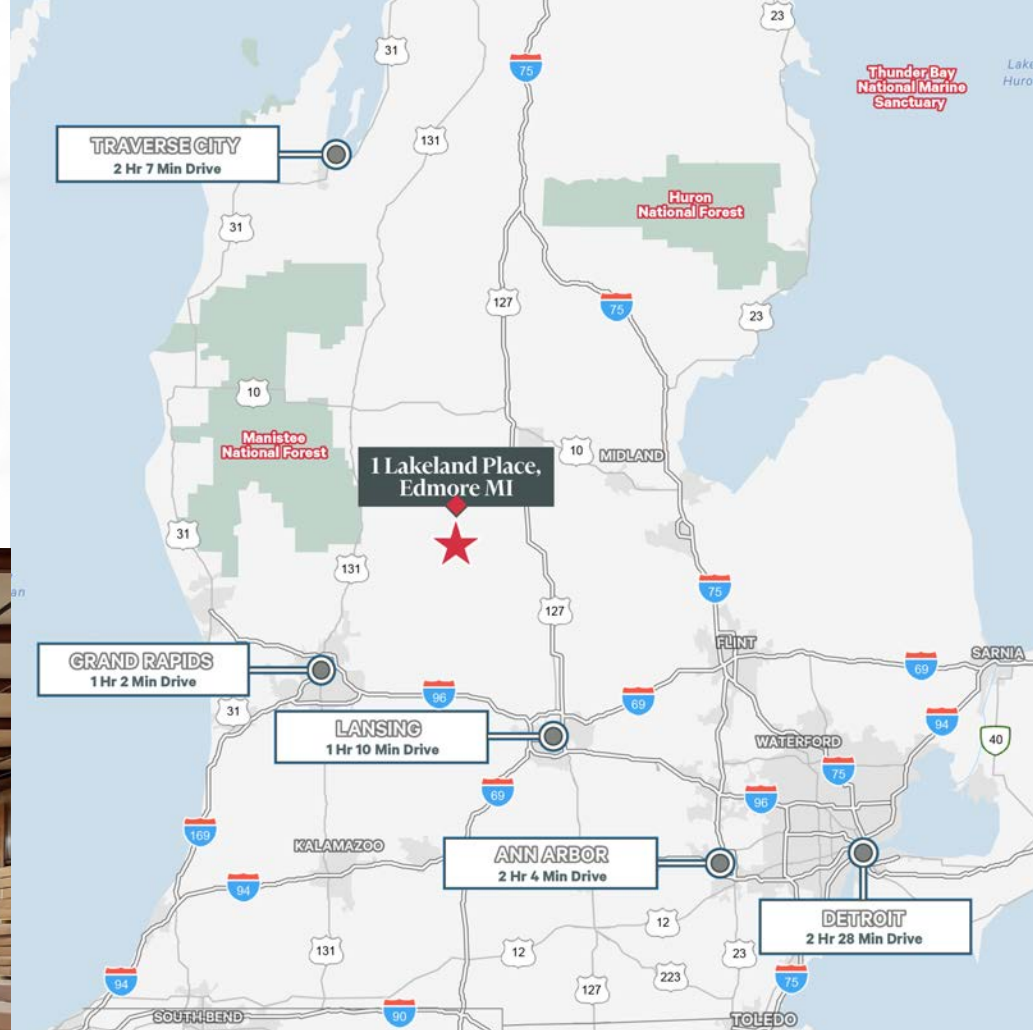 23
31
75
Thunder Bay
National Marine
Sanctuary
Lake
Huro
131
TRAVERSE CITY
2 Hr 7 Min Drive
Huron
National Forest
31
127
75
23
10
Manistee
National Forest
1 Lakeland Place,
Edmore MI
10
MIDLAND
31
131
an
75
127
FLINT
SARNIA
GRAND RAPIDS
1 Hr 2 Min Drive
69
96
69
31
LANSING
1 Hr 10 Min Drive
94
40
WATERFORD
75
69
96
169
KALAMAZOO
ANN ARBOR
2 Hr 4 Min Drive
94
DETROIT
2 Hr 28 Min Drive
12
131
12
23
94
223
75
127
90
SOUTH BEND
TOLEDO